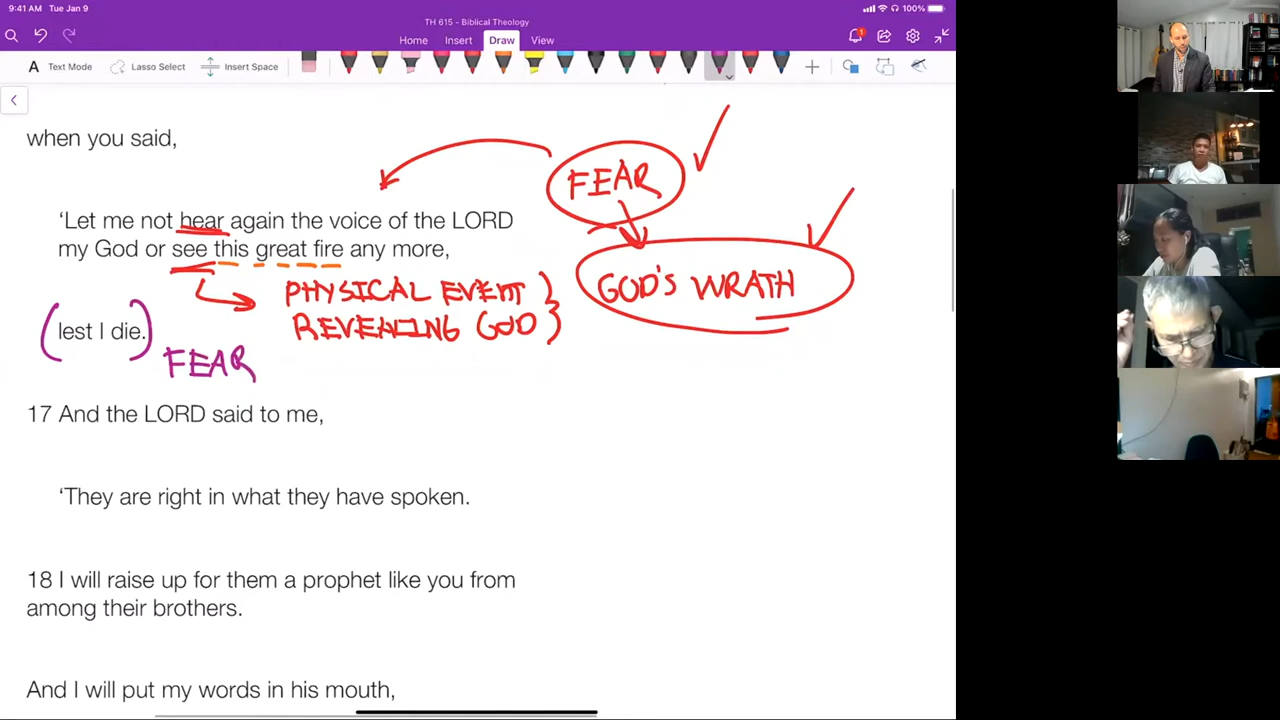 9:41 AM Tue Jan 9
100%
TH 615 - Biblical Theology
Home Insert Draw View
1
A Text Mode Lasso Select Insert Space
when you said,
FEAR
‘Let me not hear again the voice of the LORD
my God or see this great fire any more,
GOD'S WRATH
PHYSICAL EVENT
REVEALING GOD
(lest I die.)
FEAR
17 And the LORD said to me,
‘They are right in what they have spoken.
18 I will raise up for them a prophet like you from
among their brothers.
And I will put my words in his mouth,